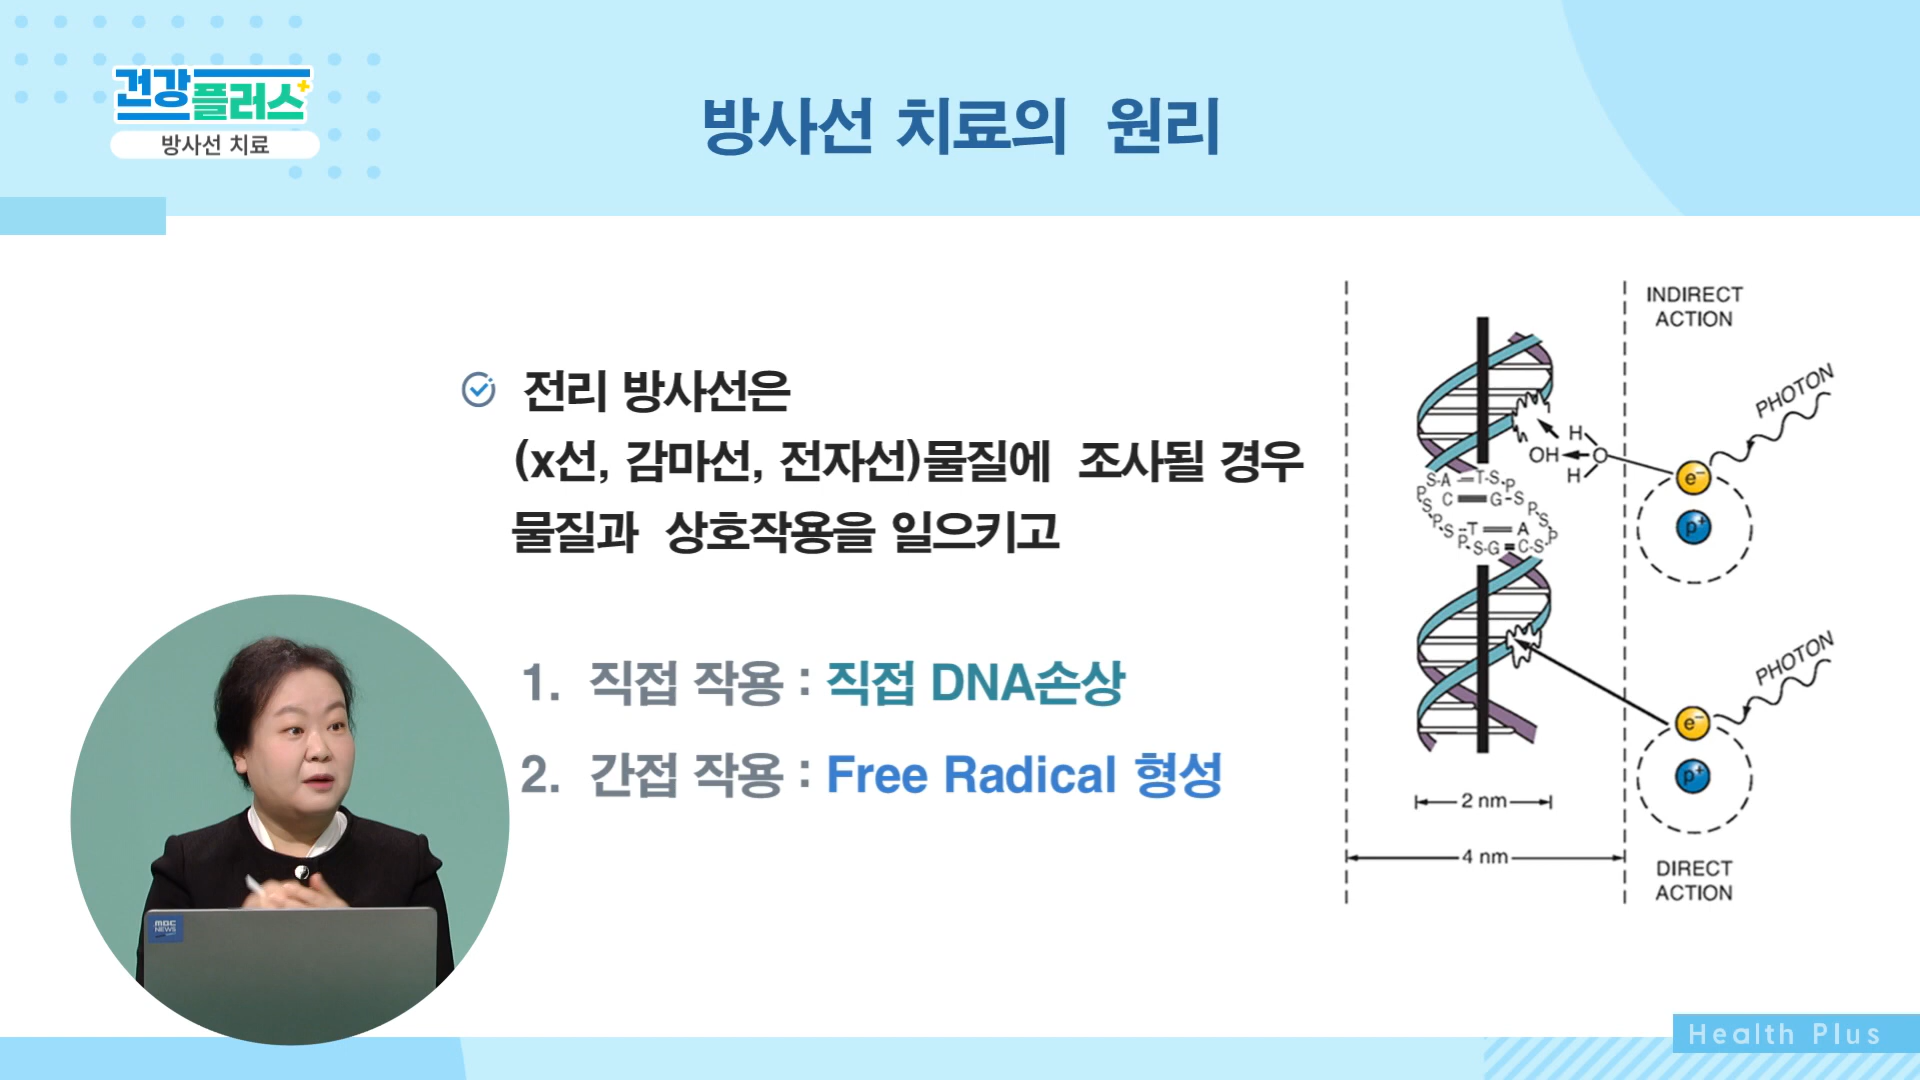 건강플러스+
방사선 치료
방사선 치료의 원리
전리 방사선은
(x선, 감마선, 전자선)물질에 조사될 경우
물질과 상호작용을 일으키고
1. 직접 작용 : 직접 DNA손상
2. 간접 작용 : Free Radical 형성
INDIRECT
ACTION
PHOTON
H
OH
O
H
e⁻
p⁺
S-A T-S P
P S C G-S P
P S T A S P
P S-G C-S
PHOTON
e⁻
p⁺
2 nm
4 nm
DIRECT
ACTION
MBC
NEWS
Health Plus